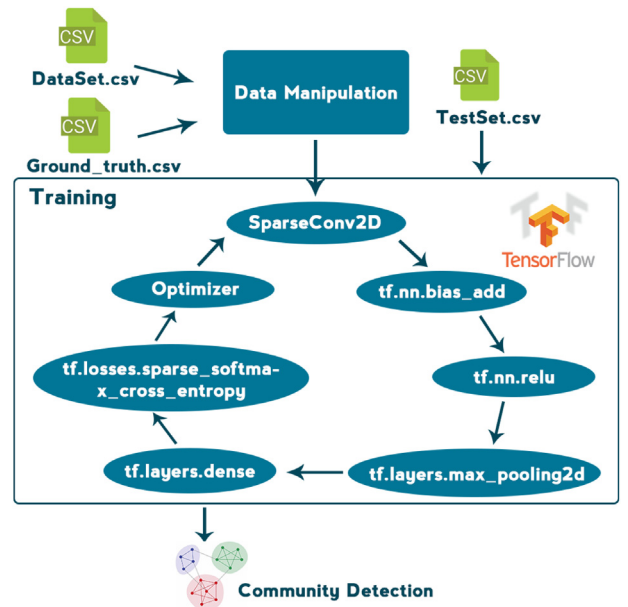 CSV
DataSet.csv
CSV
Ground_truth.csv
Data Manipulation
CSV
TestSet.csv
Training
TensorFlow
SparseConv2D
Optimizer
tf.nn.bias_add
tf.losses.sparse_softma-
x_cross_entropy
tf.nn.relu
tf.layers.dense
tf.layers.max_pooling2d
Community Detection